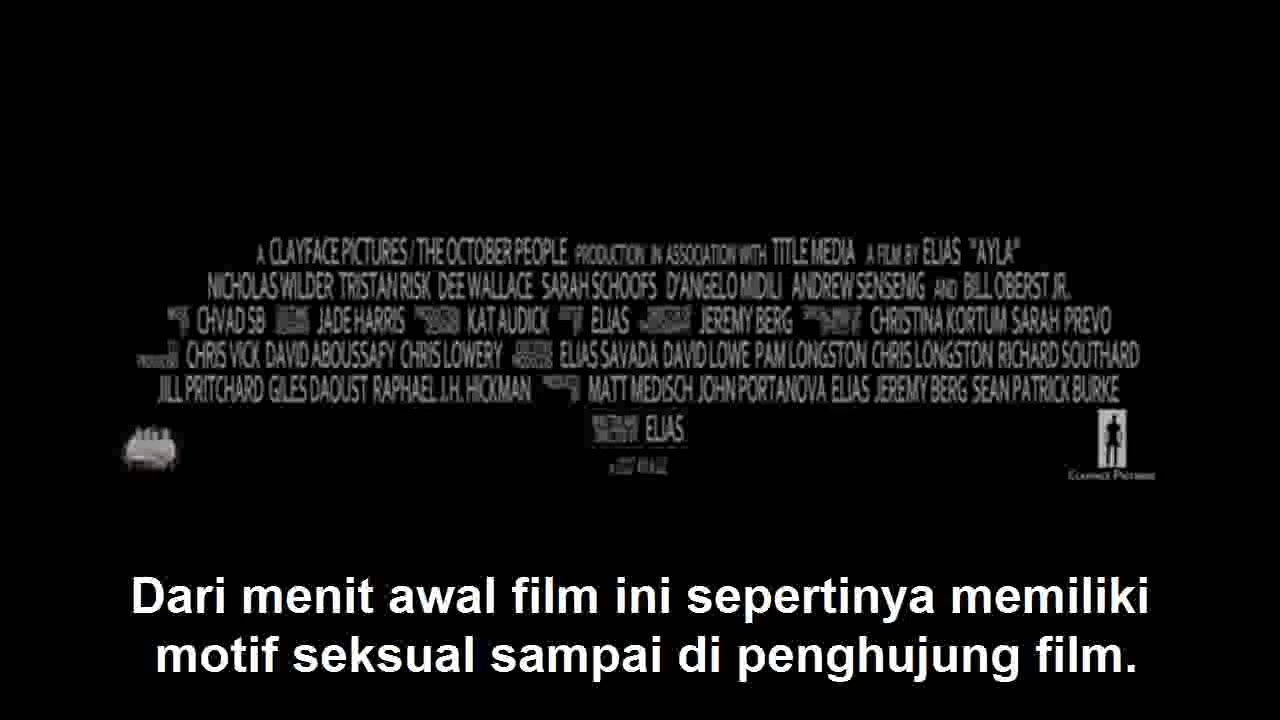 A CLAYFACE PICTURES / THE OCTOBER PEOPLE PRODUCTION IN ASSOCIATION WITH TITLE MEDIA A FILM BY ELIAS "AYLA"
NICHOLAS WILDER TRISTAN RISK DEE WALLACE SARAH SCHOOFS D'ANGELO MIDILI ANDREW SENSENIG AND BILL OBERST JR.
CHVAD SB JADE HARRIS KAT AUDICK ELIAS JEREMY BERG CHRISTINA KORTUM SARAH PREVO
CHRIS VICK DAVID ABOUSSAFY CHRIS LOWERY ELIAS SAVADA DAVID LOWE PAM LONGSTON CHRIS LONGSTON RICHARD SOUTHARD
JILL PRITCHARD GILES DAOUST RAPHAEL J.H. HICKMAN MATT MEDISCH JOHN PORTANOVA ELIAS JEREMY BERG SEAN PATRICK BURKE
ELIAS
CLAYFACE PICTURES
Dari menit awal film ini sepertinya memiliki
motif seksual sampai di penghujung film.